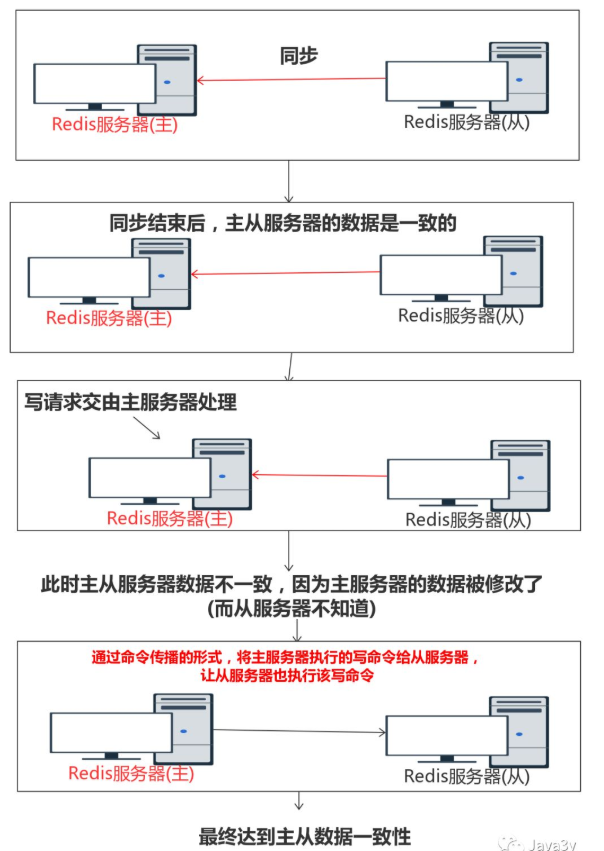 同步
Redis服务器(主)
Redis服务器(从)
同步结束后，主从服务器的数据是一致的
Redis服务器(主)
Redis服务器(从)
写请求交由主服务器处理
Redis服务器(主)
Redis服务器(从)
此时主从服务器数据不一致，因为主服务器的数据被修改了
(而从服务器不知道)
通过命令传播的形式，将主服务器执行的写命令给从服务器，
让从服务器也执行该写命令
Redis服务器(主)
Redis服务器(从)
最终达到主从数据一致性
Java3y